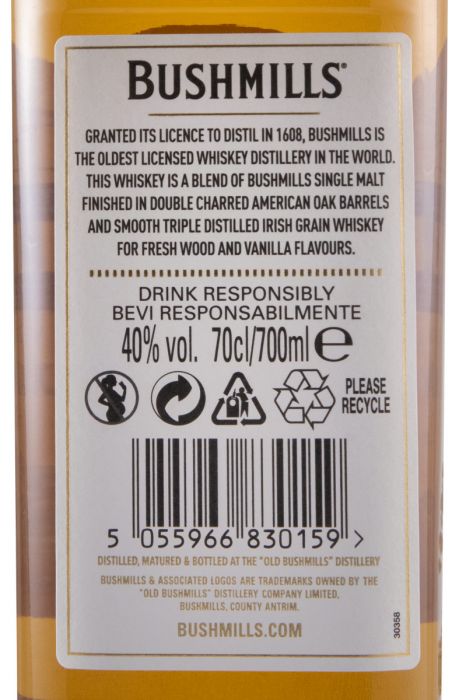 BUSHMILLS®
GRANTED ITS LICENCE TO DISTIL IN 1608, BUSHMILLS IS
THE OLDEST LICENSED WHISKEY DISTILLERY IN THE WORLD.
THIS WHISKEY IS A BLEND OF BUSHMILLS SINGLE MALT
FINISHED IN DOUBLE CHARRED AMERICAN OAK BARRELS
AND SMOOTH TRIPLE DISTILLED IRISH GRAIN WHISKEY
FOR FRESH WOOD AND VANILLA FLAVOURS.
DRINK RESPONSIBLY
BEVI RESPONSABILMENTE
40% vol. 70cl/700ml e
PLEASE
RECYCLE
5 055966 830159 >
DISTILLED, MATURED & BOTTLED AT THE "OLD BUSHMILLS" DISTILLERY
BUSHMILLS & ASSOCIATED LOGOS ARE TRADEMARKS OWNED BY THE
"OLD BUSHMILLS" DISTILLERY COMPANY LIMITED.
BUSHMILLS, COUNTY ANTRIM.
BUSHMILLS.COM
30358